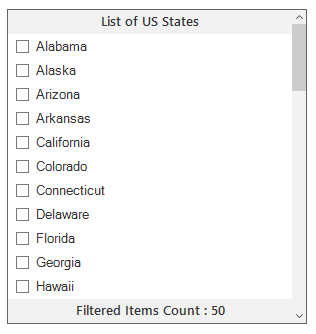 List of US States
Alabama
Alaska
Arizona
Arkansas
California
Colorado
Connecticut
Delaware
Florida
Georgia
Hawaii
Filtered Items Count : 50